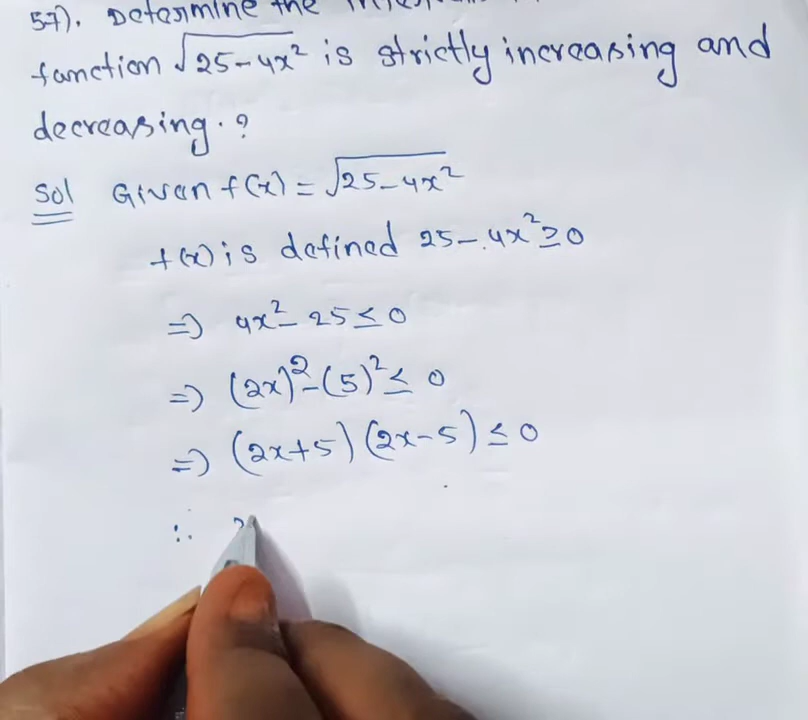 57). Determine the
function √25-4x² is strictly increasing and
decreasing.?
Sol Given f(x) = √25-4x²
f(x) is defined 25-4x² ≥ 0
=) 4x² - 25 ≤ 0
=) (2x)² - (5)² ≤ 0
=) (2x+5) (2x-5) ≤ 0
∴